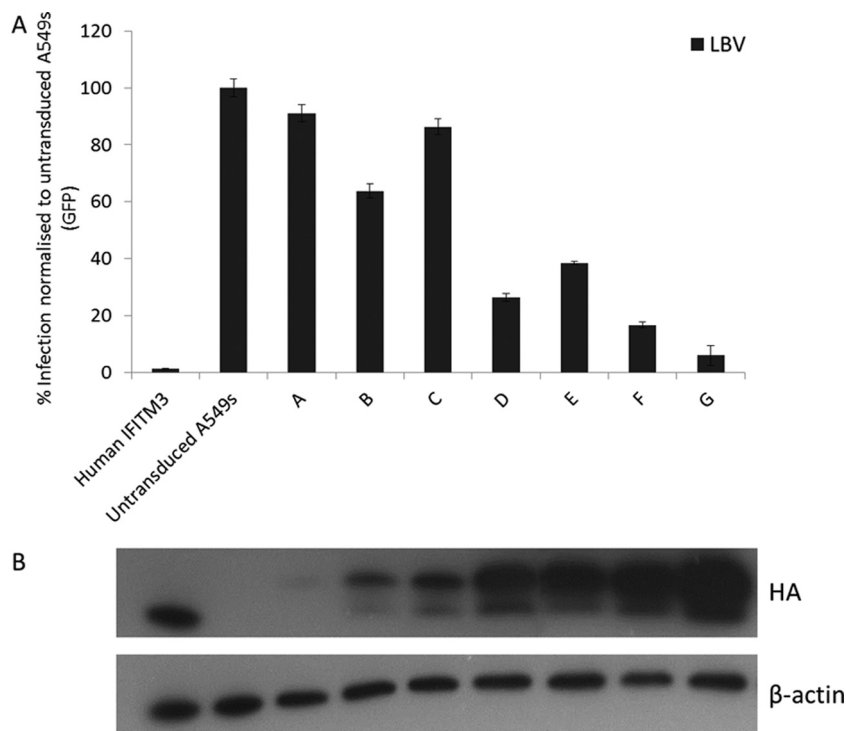 A
% Infection normalised to untransduced A549s
(GFP)
120
100
80
60
40
20
0
LBV
Human IFITM3
Untransduced A549s
A
B
C
D
E
F
G
B
HA
β-actin